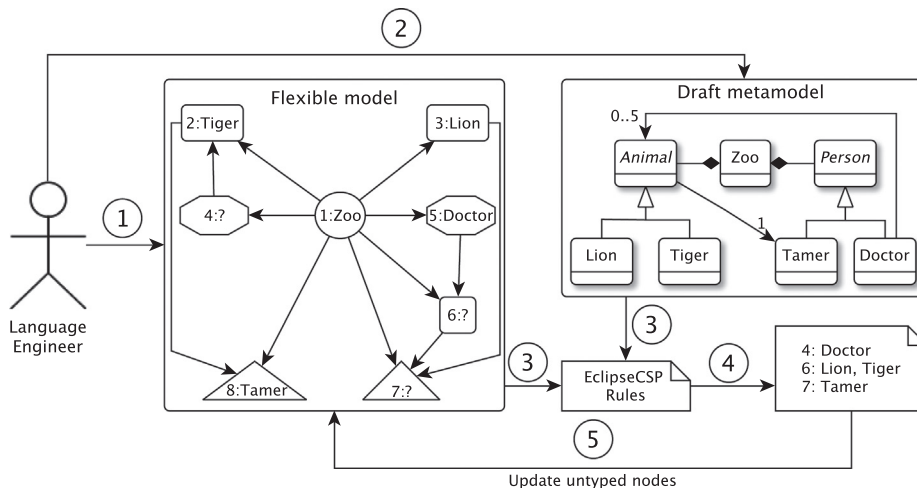 2
Flexible model
Draft metamodel
2:Tiger
3:Lion
0..5
Animal
Zoo
Person
4:?
1:Zoo
5:Doctor
1
1
Lion
Tiger
Tamer
Doctor
Language
Engineer
6:?
3
8:Tamer
7:?
3
EclipseCSP
Rules
4
4: Doctor
6: Lion, Tiger
7: Tamer
5
Update untyped nodes